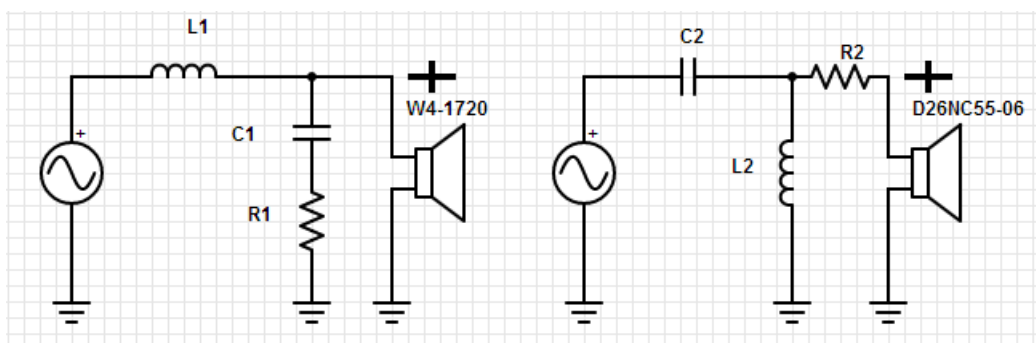 L1
+
C1
R1
W4-1720
C2
R2
+
L2
D26NC55-06